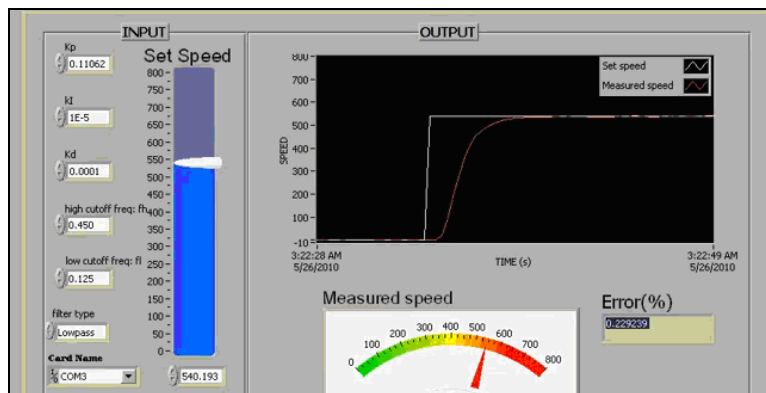 INPUT
Kp
0.11062
kI
1E-5
Kd
0.0001
high cutoff freq: fh
0.450
low cutoff freq: fl
0.125
filter type
Lowpass
Card Name
COM3
Set Speed
800
750
700
650
600
550
500
450
400
350
300
250
200
150
100
50
0
540.193
OUTPUT
800
700
600
500
400
300
200
100
-10
SPEED
Set speed
Measured speed
3:22:28 AM
5/26/2010
TIME (s)
3:22:49 AM
5/26/2010
Measured speed
0
100
200
300
400
500
600
700
800
Error(%)
0.229239